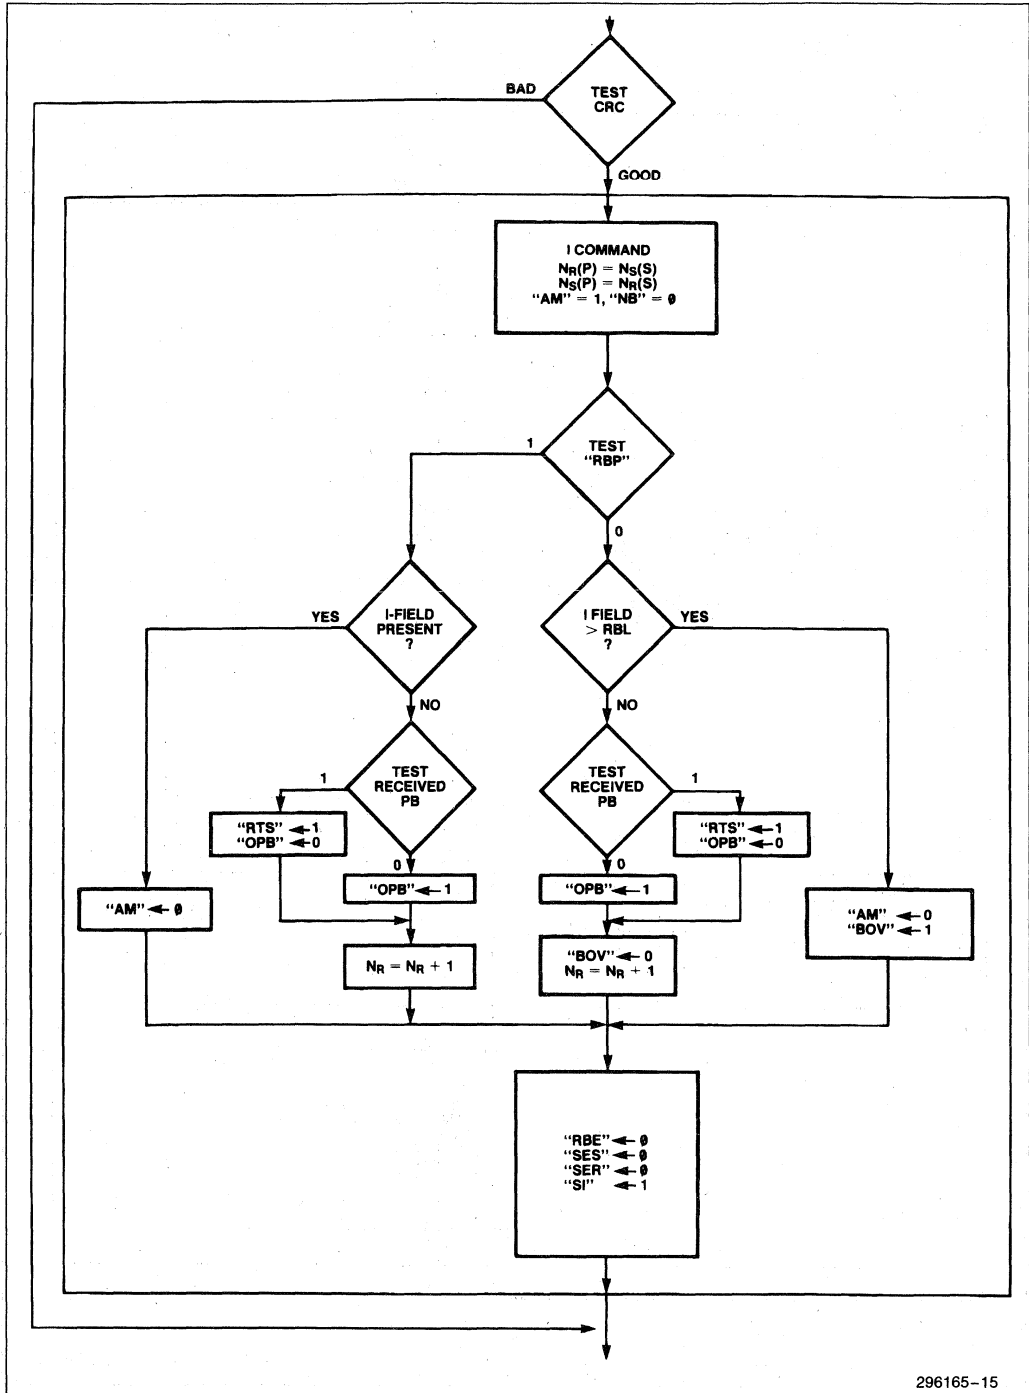 BAD
TEST
CRC
GOOD
I COMMAND
NR(P) = NS(S)
NS(P) = NR(S)
“AM” = 1, “NB” = 0
1
TEST
“RBP”
0
YES
I-FIELD
PRESENT
?
I FIELD
> RBL
?
YES
NO
NO
1
TEST
RECEIVED
PB
TEST
RECEIVED
PB
1
“RTS” ← 1
“OPB” ← 0
“RTS” ← 1
“OPB” ← 0
0
0
“AM” ← 0
“OPB” ← 1
“OPB” ← 1
“AM” ← 0
“BOV” ← 1
NR = NR + 1
“BOV” ← 0
NR = NR + 1
“RBE” ← 0
“SES” ← 0
“SER” ← 0
“SI” ← 1
296165–15